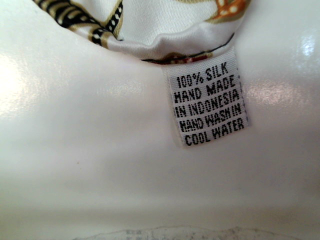 100% SILK
HAND MADE
IN INDONESIA
HAND WASH IN
COOL WATER